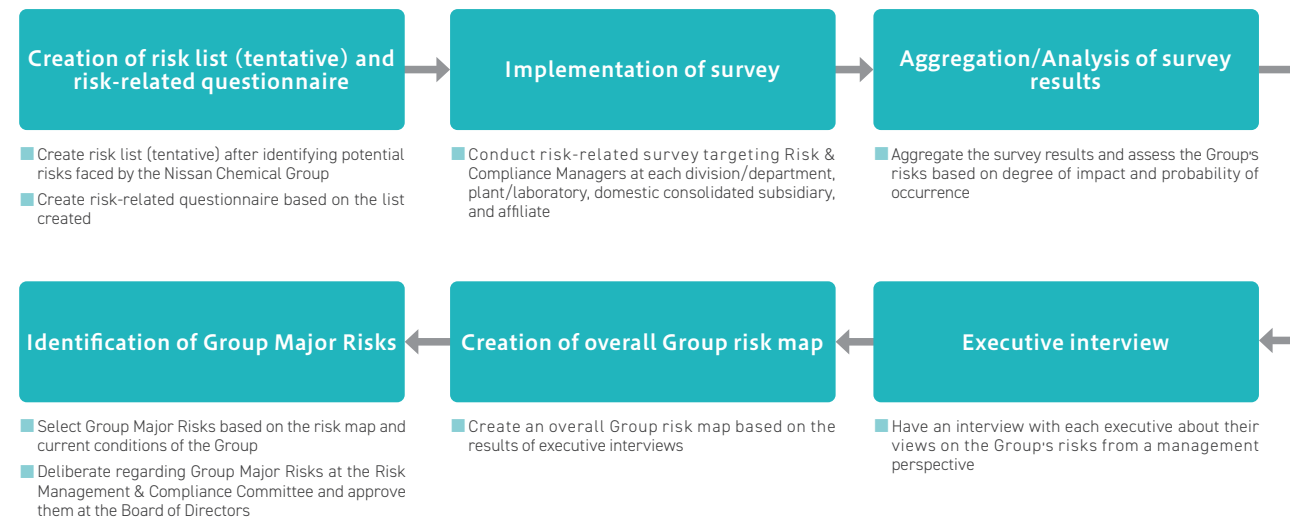 Creation of risk list (tentative) and
risk-related questionnaire
■ Create risk list (tentative) after identifying potential
risks faced by the Nissan Chemical Group
■ Create risk-related questionnaire based on the list
created
Implementation of survey
■ Conduct risk-related survey targeting Risk &
Compliance Managers at each division/department,
plant/laboratory, domestic consolidated subsidiary,
and affiliate
Aggregation/Analysis of survey
results
■ Aggregate the survey results and assess the Group's
risks based on degree of impact and probability of
occurrence
Executive interview
■ Have an interview with each executive about their
views on the Group's risks from a management
perspective
Creation of overall Group risk map
■ Create an overall Group risk map based on the
results of executive interviews
Identification of Group Major Risks
■ Select Group Major Risks based on the risk map and
current conditions of the Group
■ Deliberate regarding Group Major Risks at the Risk
Management & Compliance Committee and approve
them at the Board of Directors